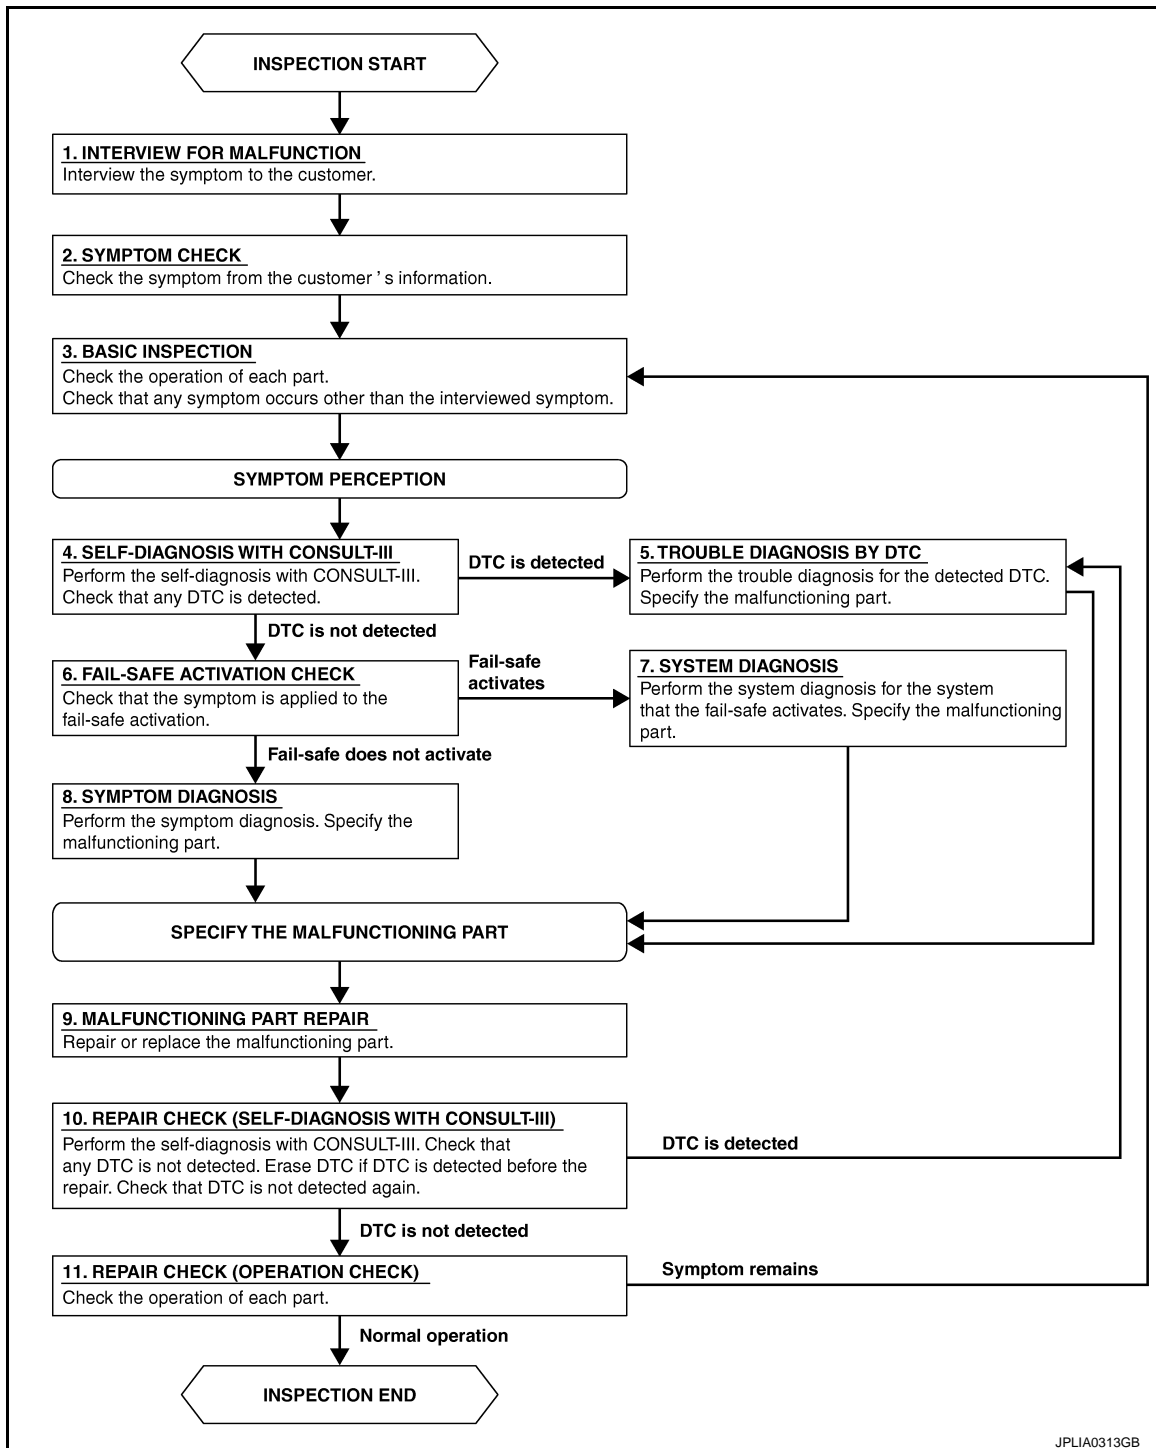 INSPECTION START
1. INTERVIEW FOR MALFUNCTION
Interview the symptom to the customer.
2. SYMPTOM CHECK
Check the symptom from the customer ’ s information.
3. BASIC INSPECTION
Check the operation of each part.
Check that any symptom occurs other than the interviewed symptom.
SYMPTOM PERCEPTION
4. SELF-DIAGNOSIS WITH CONSULT-III
Perform the self-diagnosis with CONSULT-III.
Check that any DTC is detected.
DTC is detected
5. TROUBLE DIAGNOSIS BY DTC
Perform the trouble diagnosis for the detected DTC.
Specify the malfunctioning part.
DTC is not detected
6. FAIL-SAFE ACTIVATION CHECK
Check that the symptom is applied to the
fail-safe activation.
Fail-safe
activates
7. SYSTEM DIAGNOSIS
Perform the system diagnosis for the system
that the fail-safe activates. Specify the malfunctioning
part.
Fail-safe does not activate
8. SYMPTOM DIAGNOSIS
Perform the symptom diagnosis. Specify the
malfunctioning part.
SPECIFY THE MALFUNCTIONING PART
9. MALFUNCTIONING PART REPAIR
Repair or replace the malfunctioning part.
10. REPAIR CHECK (SELF-DIAGNOSIS WITH CONSULT-III)
Perform the self-diagnosis with CONSULT-III. Check that
any DTC is not detected. Erase DTC if DTC is detected before the
repair. Check that DTC is not detected again.
DTC is detected
DTC is not detected
11. REPAIR CHECK (OPERATION CHECK)
Check the operation of each part.
Symptom remains
Normal operation
INSPECTION END
JPLIA0313GB